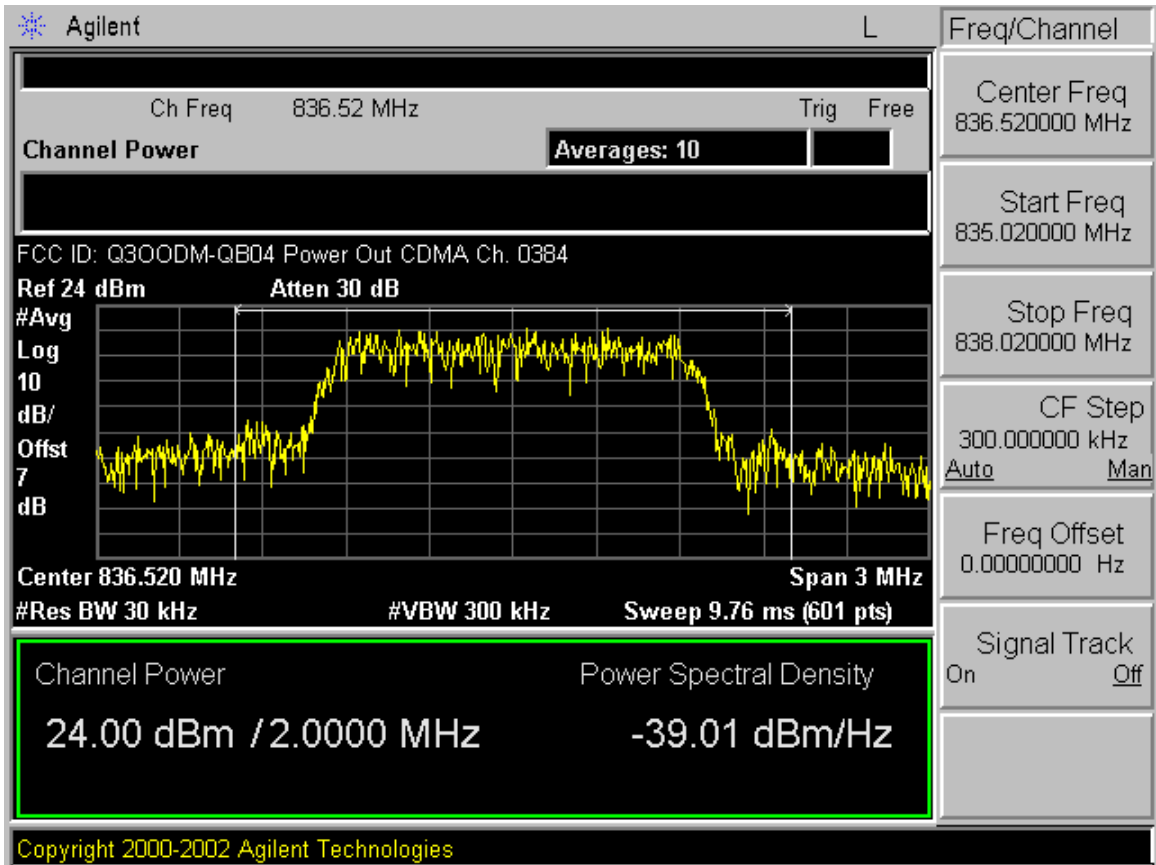 Agilent L Freq/Channel
Ch Freq 836.52 MHz Trig Free
Channel Power Averages: 10
FCC ID: Q3OODM-QB04 Power Out CDMA Ch. 0384
Ref 24 dBm Atten 30 dB
#Avg
Log
10
dB/
Offst
7
dB
Center 836.520 MHz Span 3 MHz
#Res BW 30 kHz #VBW 300 kHz Sweep 9.76 ms (601 pts)
Channel Power Power Spectral Density
24.00 dBm / 2.0000 MHz -39.01 dBm/Hz
Center Freq
836.520000 MHz
Start Freq
835.020000 MHz
Stop Freq
838.020000 MHz
CF Step
300.000000 kHz
Auto Man
Freq Offset
0.00000000 Hz
Signal Track
On Off
Copyright 2000-2002 Agilent Technologies